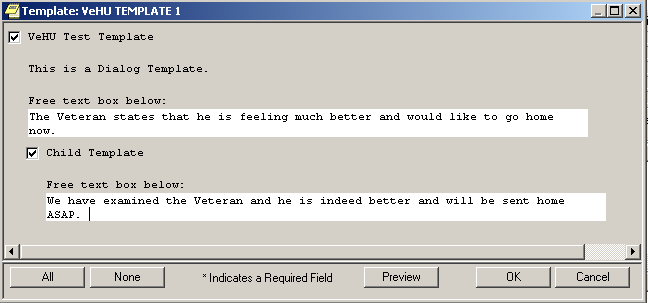 Template: VeHU TEMPLATE 1
VeHU Test Template
This is a Dialog Template.
Free text box below:
The Veteran states that he is feeling much better and would like to go home
now.
Child Template
Free text box below:
We have examined the Veteran and he is indeed better and will be sent home
ASAP.
All None * Indicates a Required Field Preview OK Cancel